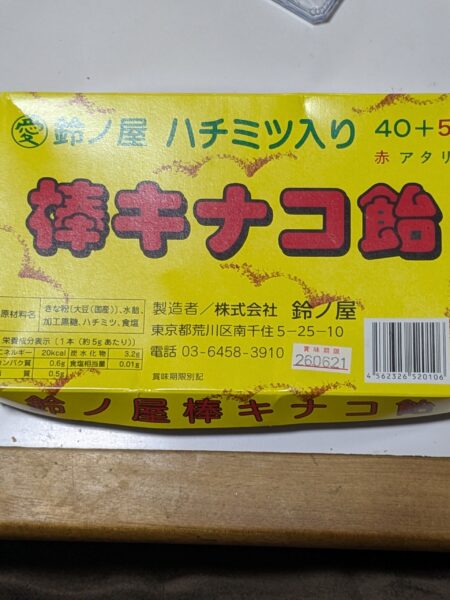 愛 鈴ノ屋 ハチミツ入り 40+5
赤 アタリ
棒キナコ飴
原材料名 きな粉(大豆(国産))、水飴、
加工黒糖、ハチミツ、食塩
栄養成分表示(1本(約5gあたり))
エネルギー 20kcal 炭水化物 3.2g
ンパク質 0.6g 食塩相当量 0.01g
質 0.5g
製造者/株式会社 鈴ノ屋
東京都荒川区南千住5-25-10
電話 03-6458-3910
賞味期限
260621
賞味期限別記
4 562326 520106
鈴ノ屋棒キナコ飴